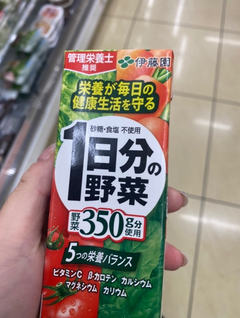 管理栄養士
推奨
伊藤園
栄養が毎日の
健康生活を守る
砂糖・食塩 不使用
1日分の
野菜
野菜350g分使用
5つの栄養バランス
ビタミンC β-カロテン カルシウム
マグネシウム カリウム